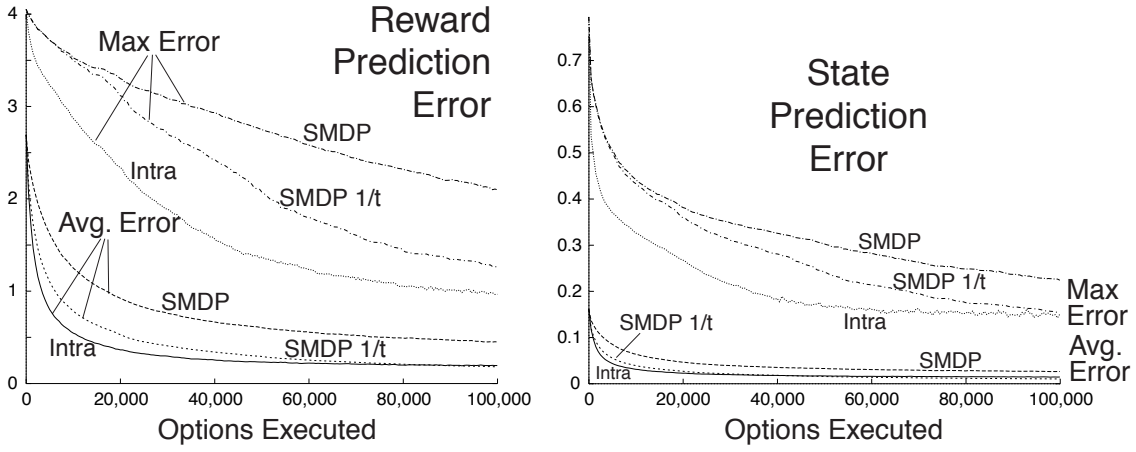 Reward
Prediction
Error
Max Error
SMDP
Intra
SMDP 1/t
Avg. Error
SMDP
Intra
SMDP 1/t
4
3
2
1
0
0
20,000
40,000
60,000
80,000
100,000
Options Executed
State
Prediction
Error
0.7
0.6
0.5
0.4
0.3
0.2
0.1
0
SMDP
SMDP 1/t
Intra
Max
Error
SMDP 1/t
SMDP
Intra
Avg.
Error
0
20,000
40,000
60,000
80,000
100,000
Options Executed